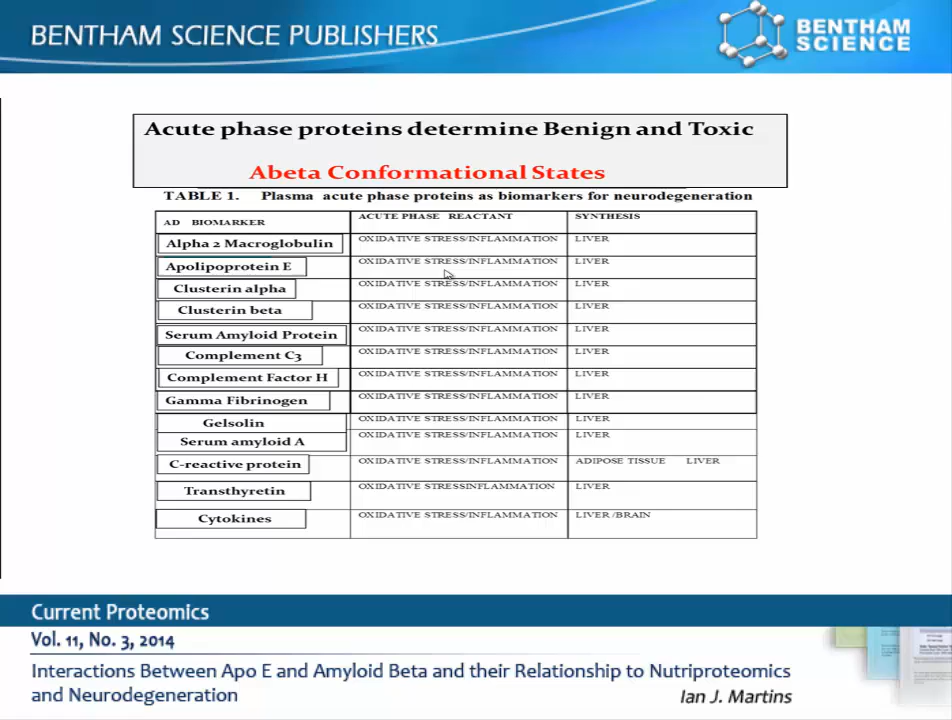 BENTHAM SCIENCE PUBLISHERS
BENTHAM
SCIENCE
Acute phase proteins determine Benign and Toxic
Abeta Conformational States
TABLE 1. Plasma acute phase proteins as biomarkers for neurodegeneration
AD BIOMARKER ACUTE PHASE REACTANT SYNTHESIS
Alpha 2 Macroglobulin OXIDATIVE STRESS/INFLAMMATION LIVER
Apolipoprotein E OXIDATIVE STRESS/INFLAMMATION LIVER
Clusterin alpha OXIDATIVE STRESS/INFLAMMATION LIVER
Clusterin beta OXIDATIVE STRESS/INFLAMMATION LIVER
Serum Amyloid Protein OXIDATIVE STRESS/INFLAMMATION LIVER
Complement C3 OXIDATIVE STRESS/INFLAMMATION LIVER
Complement Factor H OXIDATIVE STRESS/INFLAMMATION LIVER
Gamma Fibrinogen OXIDATIVE STRESS/INFLAMMATION LIVER
Gelsolin OXIDATIVE STRESS/INFLAMMATION LIVER
Serum amyloid A OXIDATIVE STRESS/INFLAMMATION LIVER
C-reactive protein OXIDATIVE STRESS/INFLAMMATION ADIPOSE TISSUE LIVER
Transthyretin OXIDATIVE STRESSINFLAMMATION LIVER
Cytokines OXIDATIVE STRESS/INFLAMMATION LIVER /BRAIN
Current Proteomics
Vol. 11, No. 3, 2014
Interactions Between Apo E and Amyloid Beta and their Relationship to Nutriproteomics
and Neurodegeneration
Ian J. Martins